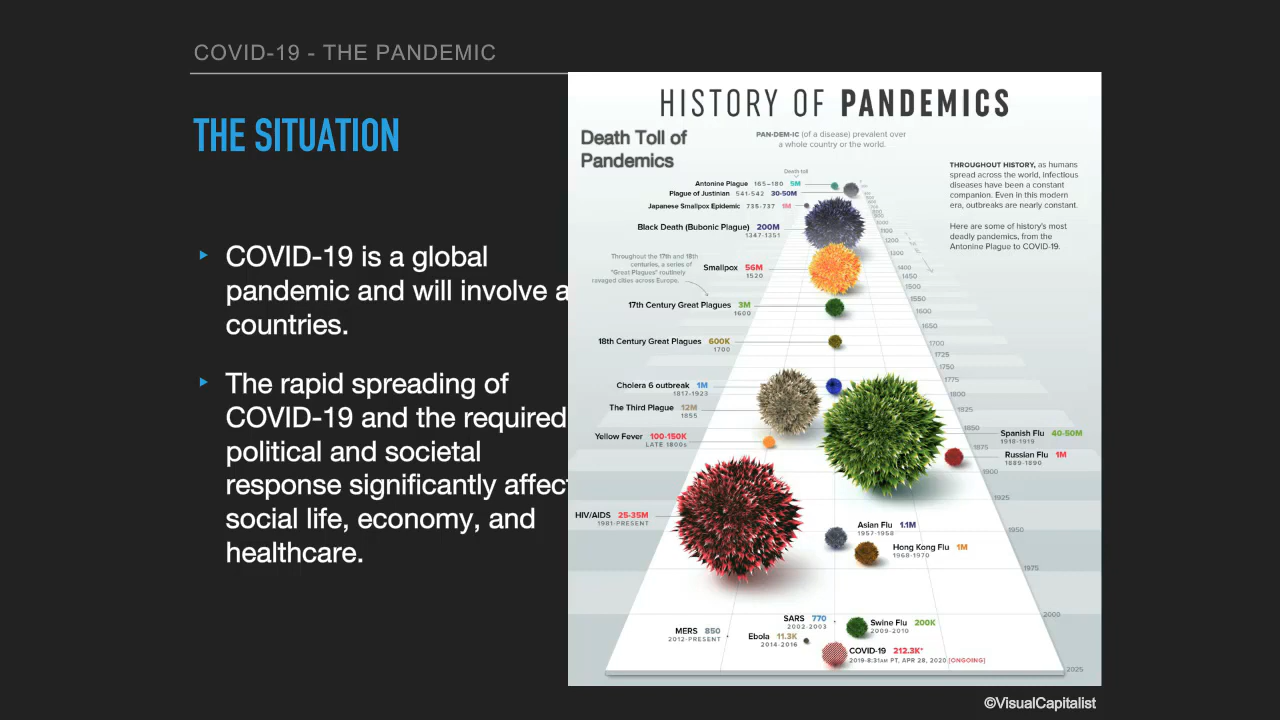 COVID-19 - THE PANDEMIC
THE SITUATION
COVID-19 is a global
pandemic and will involve a
countries.
The rapid spreading of
COVID-19 and the required
political and societal
response significantly affec
social life, economy, and
healthcare.
HISTORY OF PANDEMICS
Death Toll of
Pandemics
PAN·DEM·IC (of a disease) prevalent over
a whole country or the world.
THROUGHOUT HISTORY, as humans
spread across the world, infectious
diseases have been a constant
companion. Even in this modern
era, outbreaks are nearly constant.
Here are some of history's most
deadly pandemics, from the
Antonine Plague to COVID-19.
Death toll
Antonine Plague 165-180 5M
Plague of Justinian 541-542 30-50M
Japanese Smallpox Epidemic 735-737 1M
Black Death (Bubonic Plague) 200M
1347-1351
Throughout the 17th and 18th
centuries, a series of
"Great Plagues" routinely
ravaged cities across Europe.
Smallpox 56M
1520
17th Century Great Plagues 3M
1600
18th Century Great Plagues 600K
1700
Cholera 6 outbreak 1M
1817-1923
The Third Plague 12M
1855
Yellow Fever 100-150K
LATE 1800s
Spanish Flu 40-50M
1918-1919
Russian Flu 1M
1889-1890
HIV/AIDS 25-35M
1981-PRESENT
Asian Flu 1.1M
1957-1958
Hong Kong Flu 1M
1968-1970
SARS 770
2002-2003
Swine Flu 200K
2009-2010
MERS 850
2012-PRESENT
Ebola 11.3K
2014-2016
COVID-19 212.3K*
2019-8:31AM PT, APR 28, 2020 [ONGOING]
1100
1200
1300
1400
1450
1500
1550
1600
1650
1700
1725
1750
1775
1800
1825
1850
1875
1900
1925
1950
1975
2000
2025
©VisualCapitalist